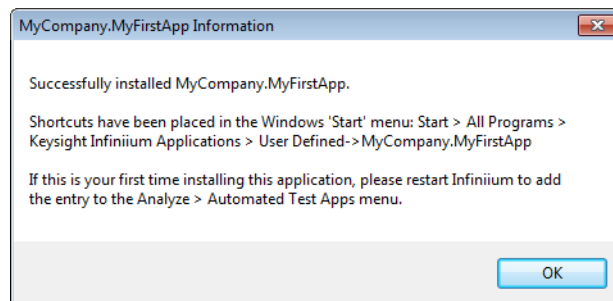 MyCompany.MyFirstApp Information
Successfully installed MyCompany.MyFirstApp.
Shortcuts have been placed in the Windows 'Start' menu: Start > All Programs >
Keysight Infiniium Applications > User Defined->MyCompany.MyFirstApp
If this is your first time installing this application, please restart Infiniium to add
the entry to the Analyze > Automated Test Apps menu.
OK